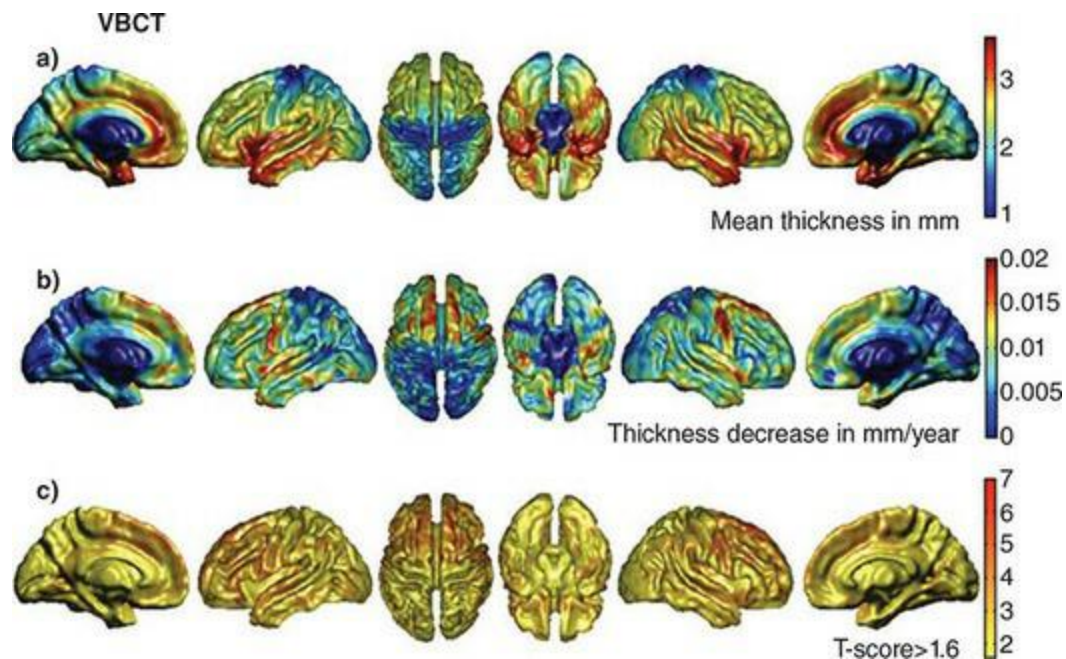 VBCT
a)
3
2
1
Mean thickness in mm
b)
0.02
0.015
0.01
0.005
0
Thickness decrease in mm/year
c)
7
6
5
4
3
2
T-score>1.6